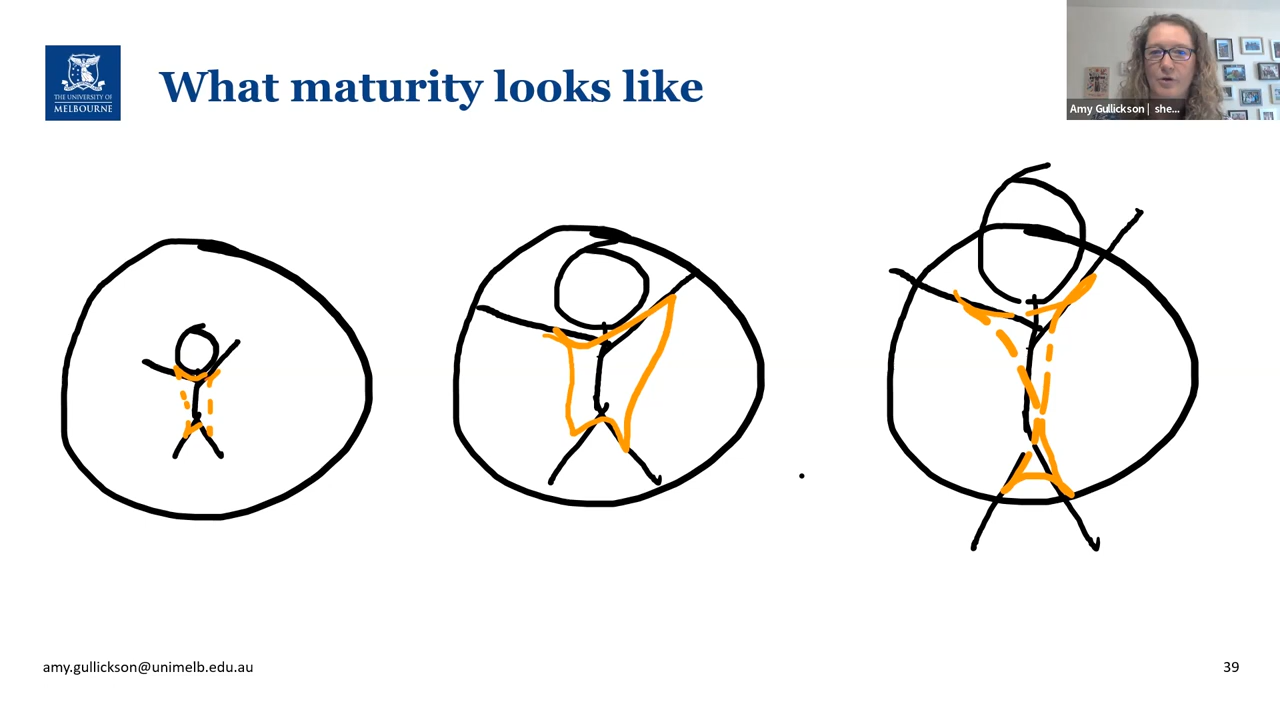 THE UNIVERSITY OF
MELBOURNE
What maturity looks like
Amy Gullickson | she...
amy.gullickson@unimelb.edu.au
39